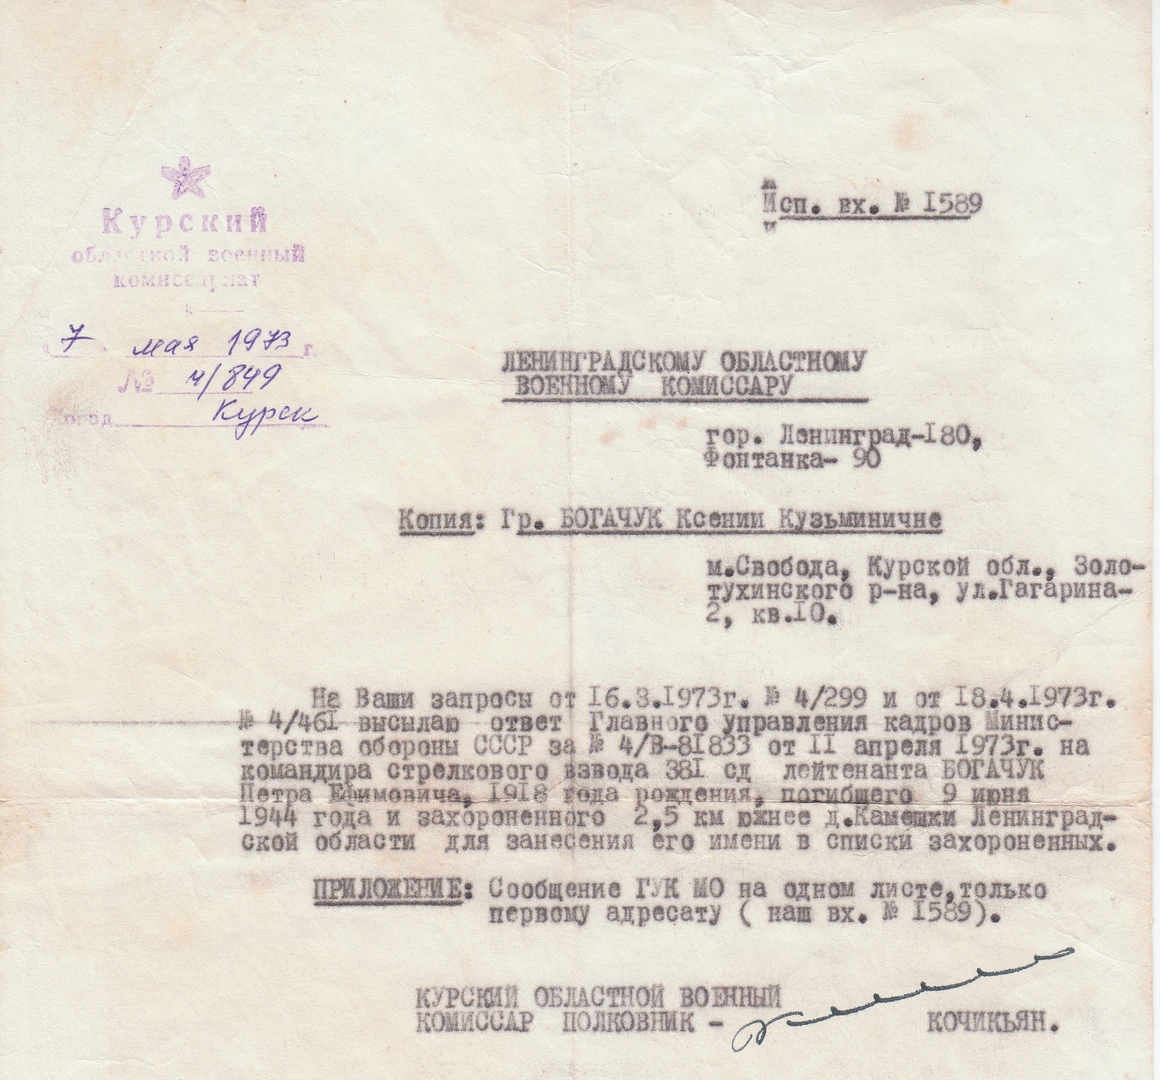 Курский
областной военный
комиссариат
7 мая 1973 г.
№ 4/849
город Курск
Исп. вх. № 1589
ЛЕНИНГРАДСКОМУ ОБЛАСТНОМУ
ВОЕННОМУ КОМИССАРУ
гор. Ленинград-180,
Фонтанка- 90
Копия: Гр. БОГАЧУК Ксении Кузьминичне
м.Свобода, Курской обл., Золо-
тухинского р-на, ул.Гагарина-
2, кв.10.
На Ваши запросы от 16.3.1973г. № 4/299 и от 18.4.1973г.
№ 4/461 высылаю ответ Главного управления кадров Минис-
терства обороны СССР за № 4/В-81833 от 11 апреля 1973г. на
командира стрелкового взвода 381 сд лейтенанта БОГАЧУК
Петра Ефимовича, 1918 года рождения, погибшего 9 июня
1944 года и захороненного 2,5 км южнее д.Камешки Ленинград-
ской области для занесения его имени в списки захороненных.
ПРИЛОЖЕНИЕ: Сообщение ГУК МО на одном листе,только
первому адресату ( наш вх. № 1589).
КУРСКИЙ ОБЛАСТНОЙ ВОЕННЫЙ
КОМИССАР ПОЛКОВНИК - КОЧИКЬЯН.